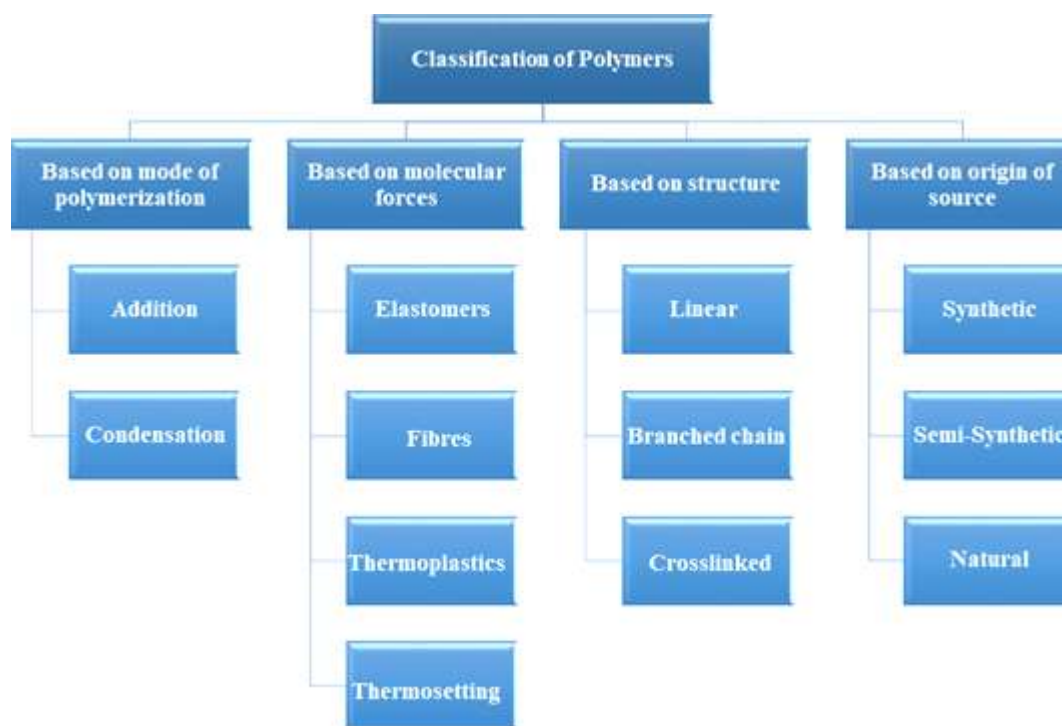 Classification of Polymers
Based on mode of
polymerization
Based on molecular
forces
Based on structure
Based on origin of
source
Addition
Elastomers
Linear
Synthetic
Condensation
Fibres
Branched chain
Semi-Synthetic
Thermoplastics
Crosslinked
Natural
Thermosetting